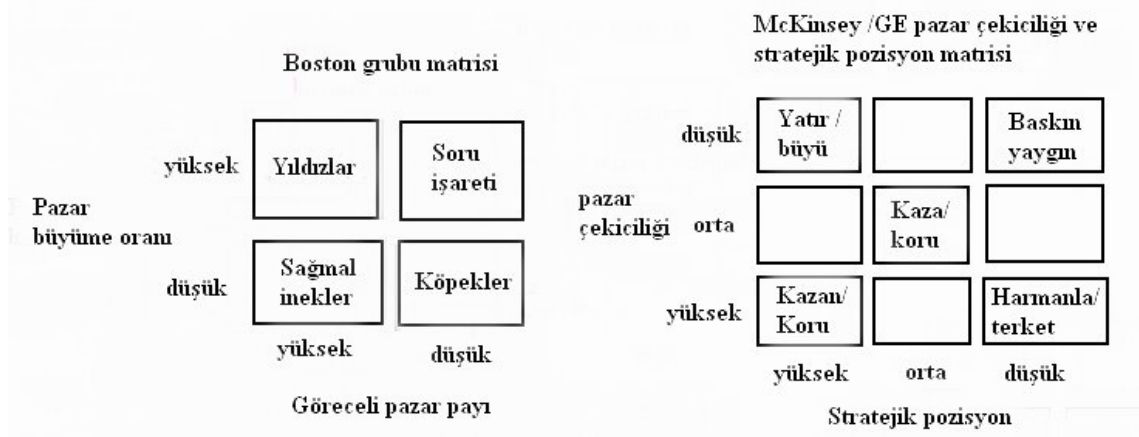 Boston grubu matrisi
yüksek
Yıldızlar
Soru
işareti
Pazar
büyüme oranı
düşük
Sağmal
inekler
Köpekler
yüksek
düşük
Göreceli pazar payı
McKinsey /GE pazar çekiciliği ve
stratejik pozisyon matrisi
düşük
Yatır /
büyü
Baskın
yaygın
pazar
çekiciliği
orta
Kaza/
koru
yüksek
Kazan/
Koru
Harmanla/
terket
yüksek
orta
düşük
Stratejik pozisyon